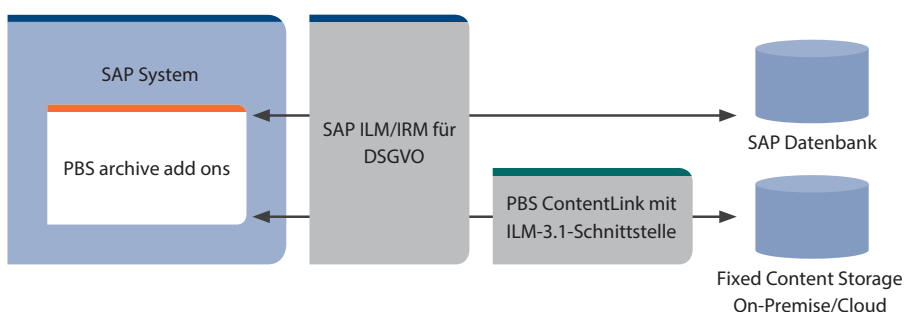 SAP System
PBS archive add ons
SAP ILM/IRM für
DSGVO
SAP Datenbank
PBS ContentLink mit
ILM-3.1-Schnittstelle
Fixed Content Storage
On-Premise/Cloud